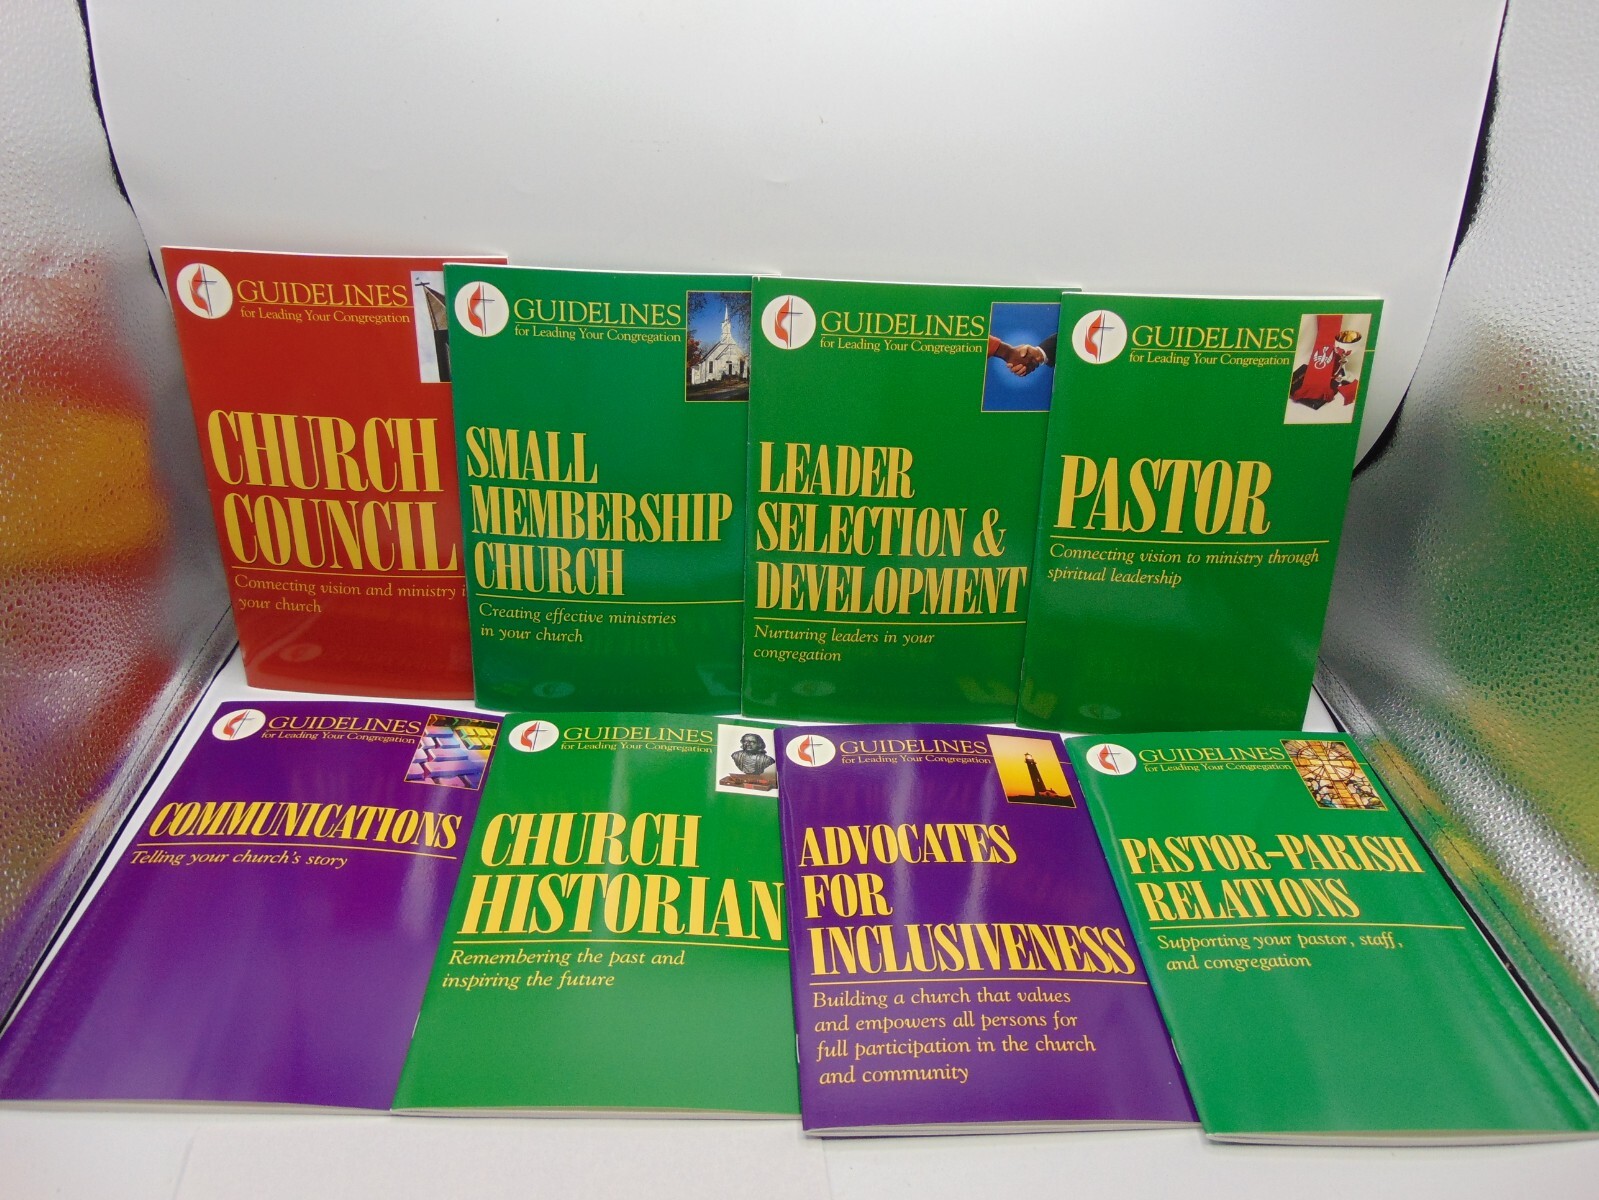 GUIDELINES
for Leading Your Congregation
CHURCH
COUNCIL
Connecting vision and ministry
your church
GUIDELINES
for Leading Your Congregation
SMALL
MEMBERSHIP
CHURCH
Creating effective ministries
in your church
GUIDELINES
for Leading Your Congregation
LEADER
SELECTION &
DEVELOPMENT
Nurturing leaders in your
congregation
GUIDELINES
for Leading Your Congregation
PASTOR
Connecting vision to ministry through
spiritual leadership
GUIDELINES
for Leading Your Congregation
COMMUNICATIONS
Telling your church's story
GUIDELINES
for Leading Your Congregation
CHURCH
HISTORIAN
Remembering the past and
inspiring the future
GUIDELINES
for Leading Your Congregation
ADVOCATES
FOR
INCLUSIVENESS
Building a church that values
and empowers all persons for
full participation in the church
and community
GUIDELINES
for Leading Your Congregation
PASTOR-PARISH
RELATIONS
Supporting your pastor, staff,
and congregation